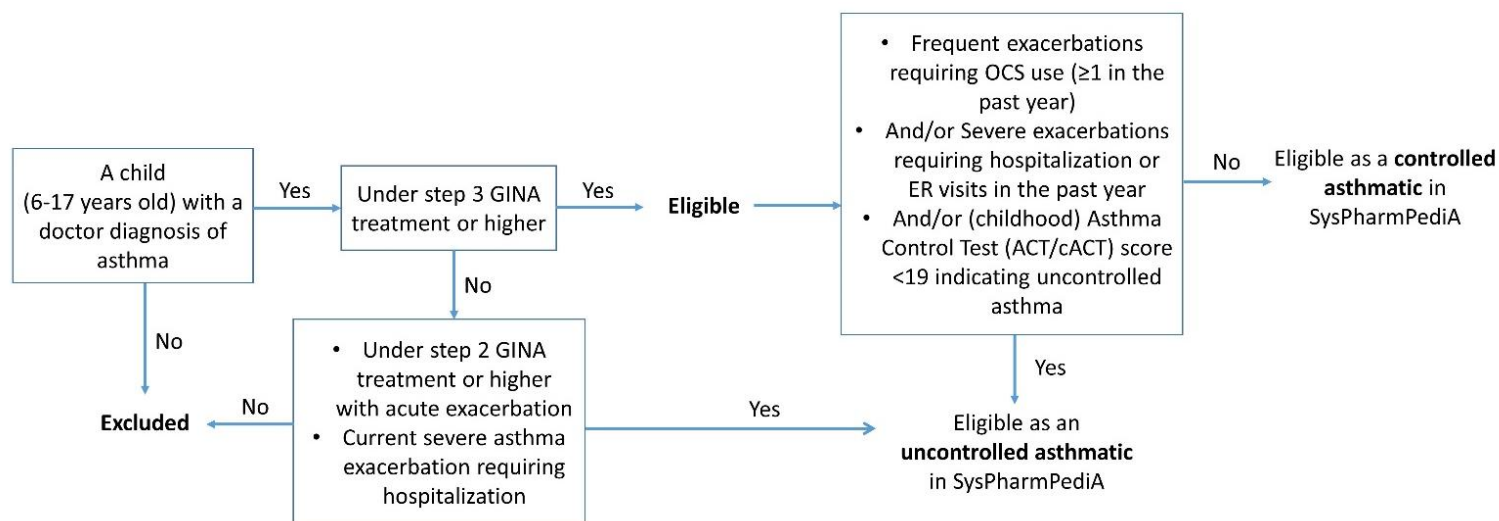 A child
(6-17 years old) with a
doctor diagnosis of
asthma
Yes
Under step 3 GINA
treatment or higher
Yes
Eligible
• Frequent exacerbations
requiring OCS use (≥1 in the
past year)
• And/or Severe exacerbations
requiring hospitalization or
ER visits in the past year
• And/or (childhood) Asthma
Control Test (ACT/cACT) score
<19 indicating uncontrolled
asthma
No
Eligible as a controlled
asthmatic in
SysPharmPediA
No
No
Excluded
No
• Under step 2 GINA
treatment or higher
with acute exacerbation
• Current severe asthma
exacerbation requiring
hospitalization
Yes
Yes
Eligible as an
uncontrolled asthmatic
in SysPharmPediA